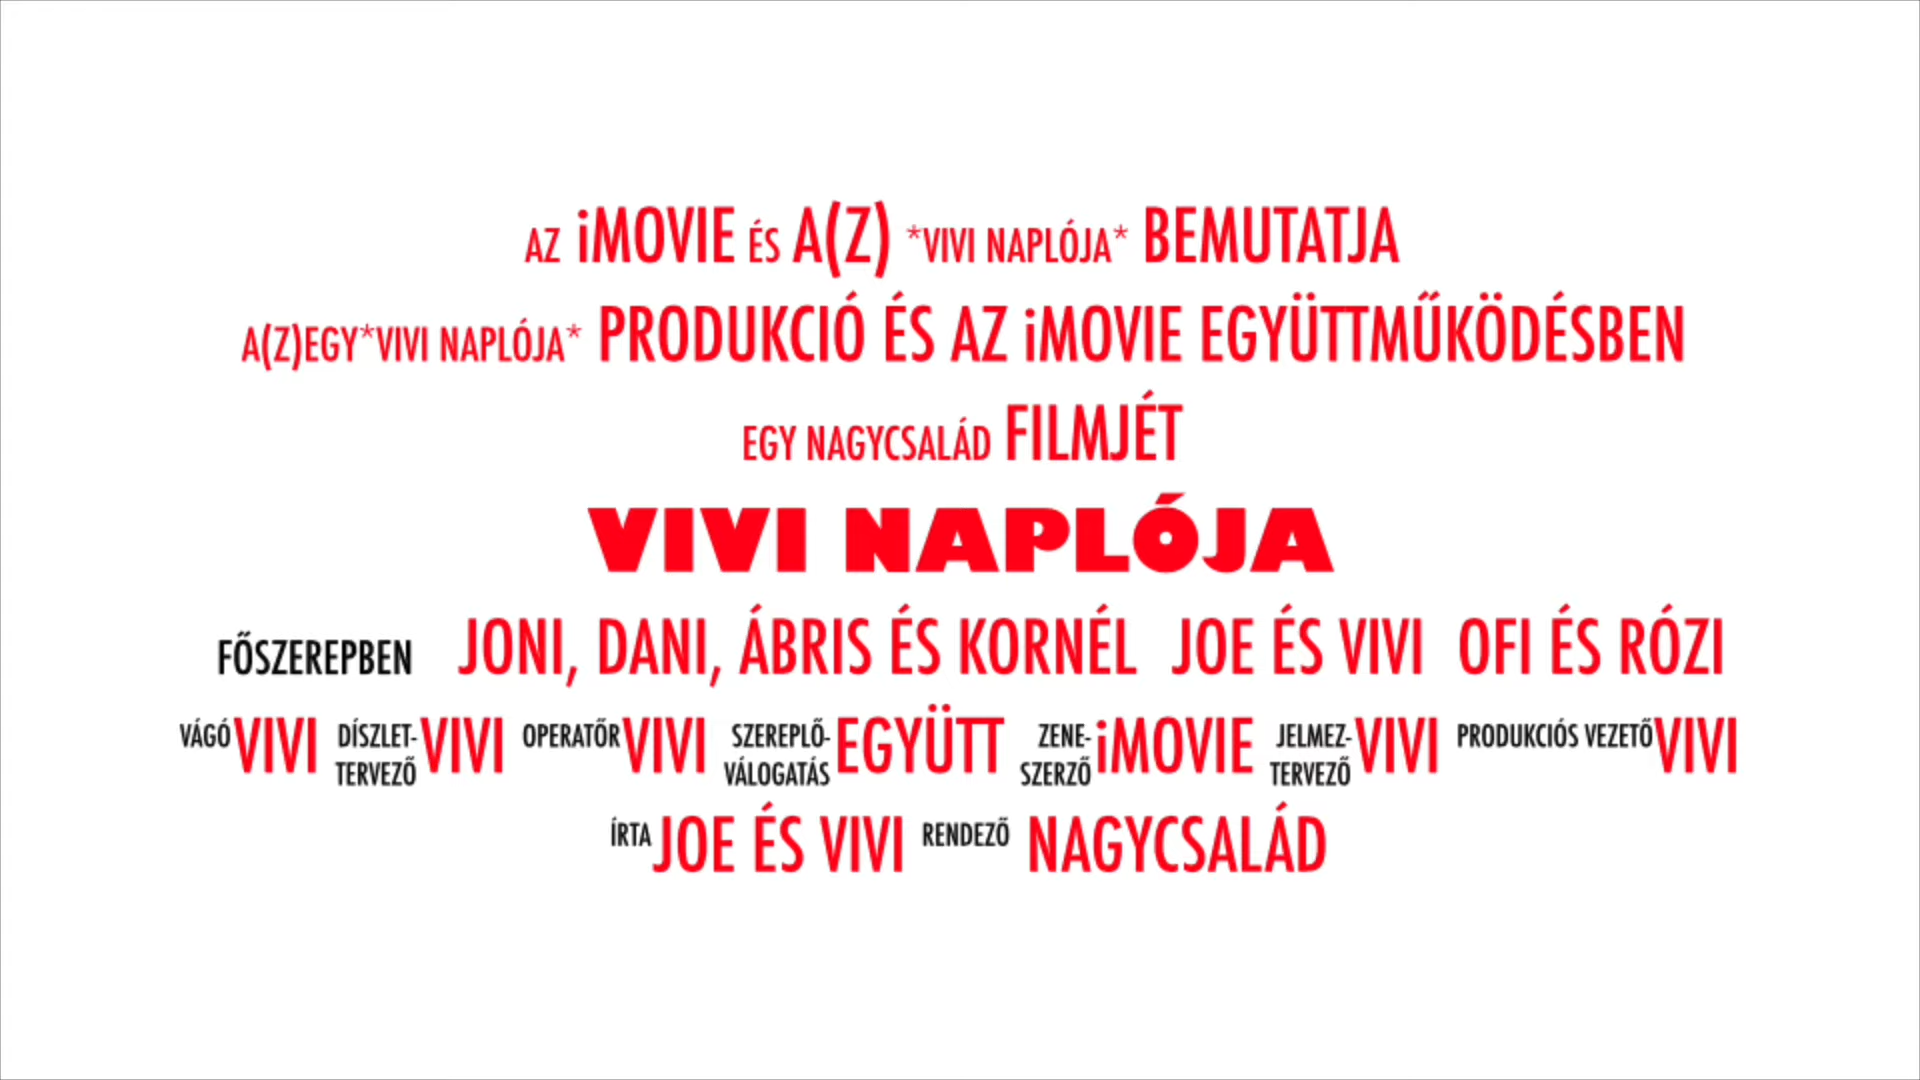 AZ iMOVIE ÉS A(Z) *VIVI NAPLÓJA* BEMUTATJA
A(Z)EGY*VIVI NAPLÓJA* PRODUKCIÓ ÉS AZ iMOVIE EGYÜTTMŰKÖDÉSBEN
EGY NAGYCSALÁD FILMJÉT
VIVI NAPLÓJA
FŐSZEREPBEN JONI, DANI, ÁBRIS ÉS KORNÉL JOE ÉS VIVI OFI ÉS RÓZI
VÁGÓ VIVI DÍSZLET-TERVEZŐ VIVI OPERATŐR VIVI SZEREPLŐ-VÁLOGATÁS EGYÜTT ZENE-SZERZŐ iMOVIE JELMEZ-TERVEZŐ VIVI PRODUKCIÓS VEZETŐ VIVI
ÍRTA JOE ÉS VIVI RENDEZŐ NAGYCSALÁD